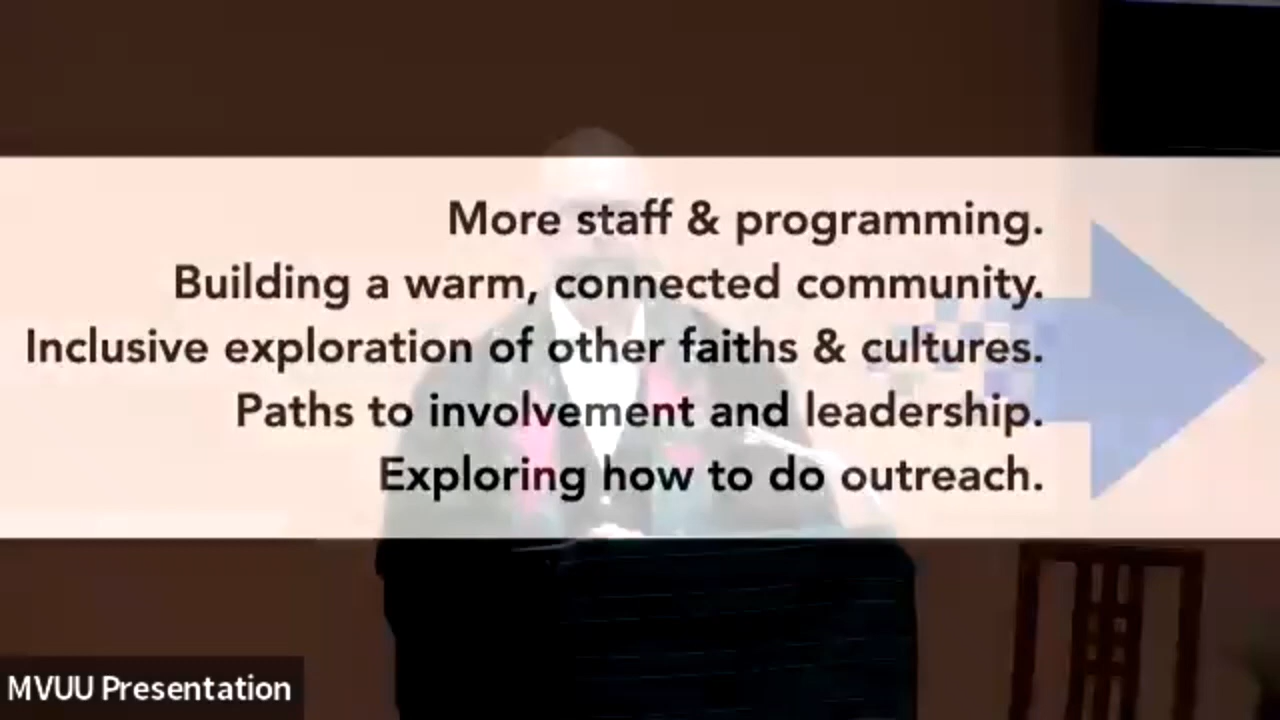 More staff & programming.
Building a warm, connected community.
Inclusive exploration of other faiths & cultures.
Paths to involvement and leadership.
Exploring how to do outreach.
MVUU Presentation